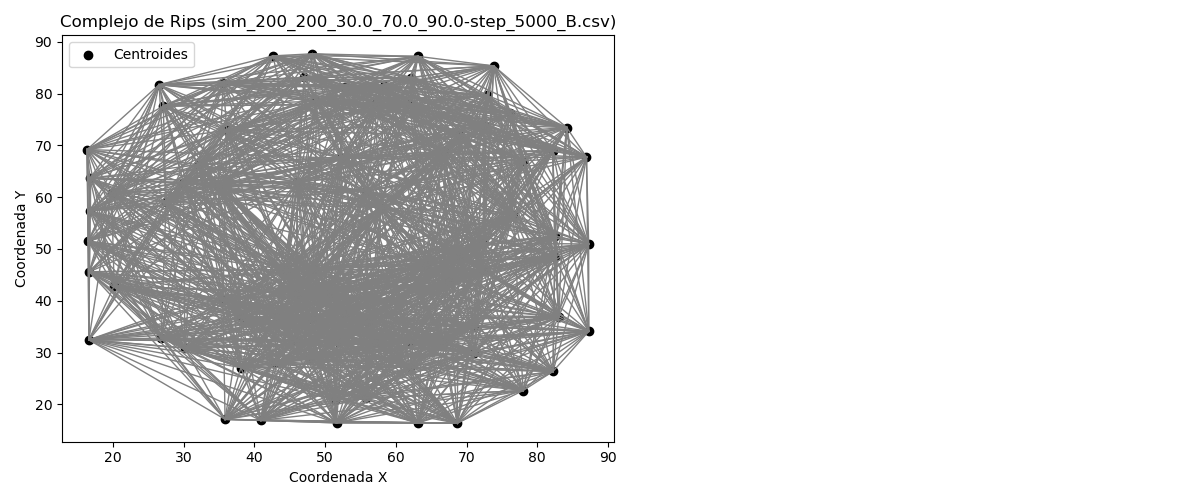 Complejo de Rips (sim_200_200_30.0_70.0_90.0-step_5000_B.csv)
Centroides
90
80
70
60
50
40
30
20
Coordenada Y
20 30 40 50 60 70 80 90
Coordenada X